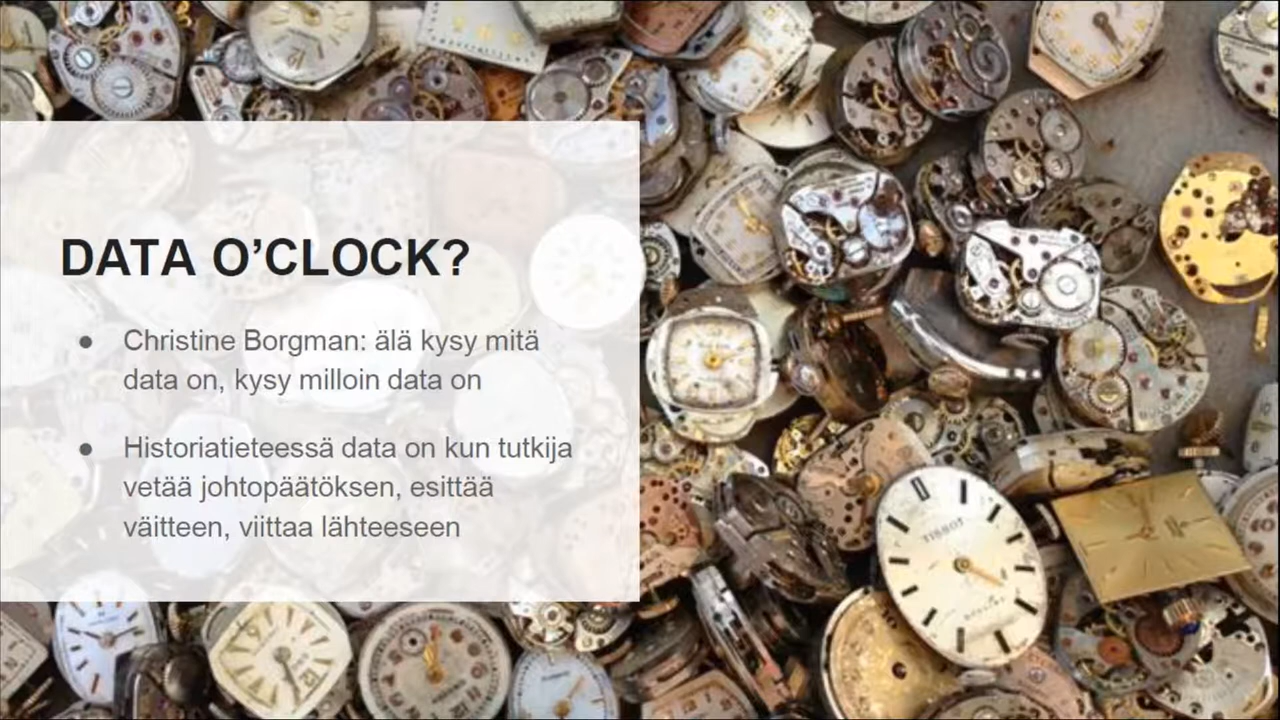 DATA O’CLOCK?
● Christine Borgman: älä kysy mitä
data on, kysy milloin data on
● Historiatieteessä data on kun tutkija
vetää johtopäätöksen, esittää
väitteen, viittaa lähteeseen
TISSOT